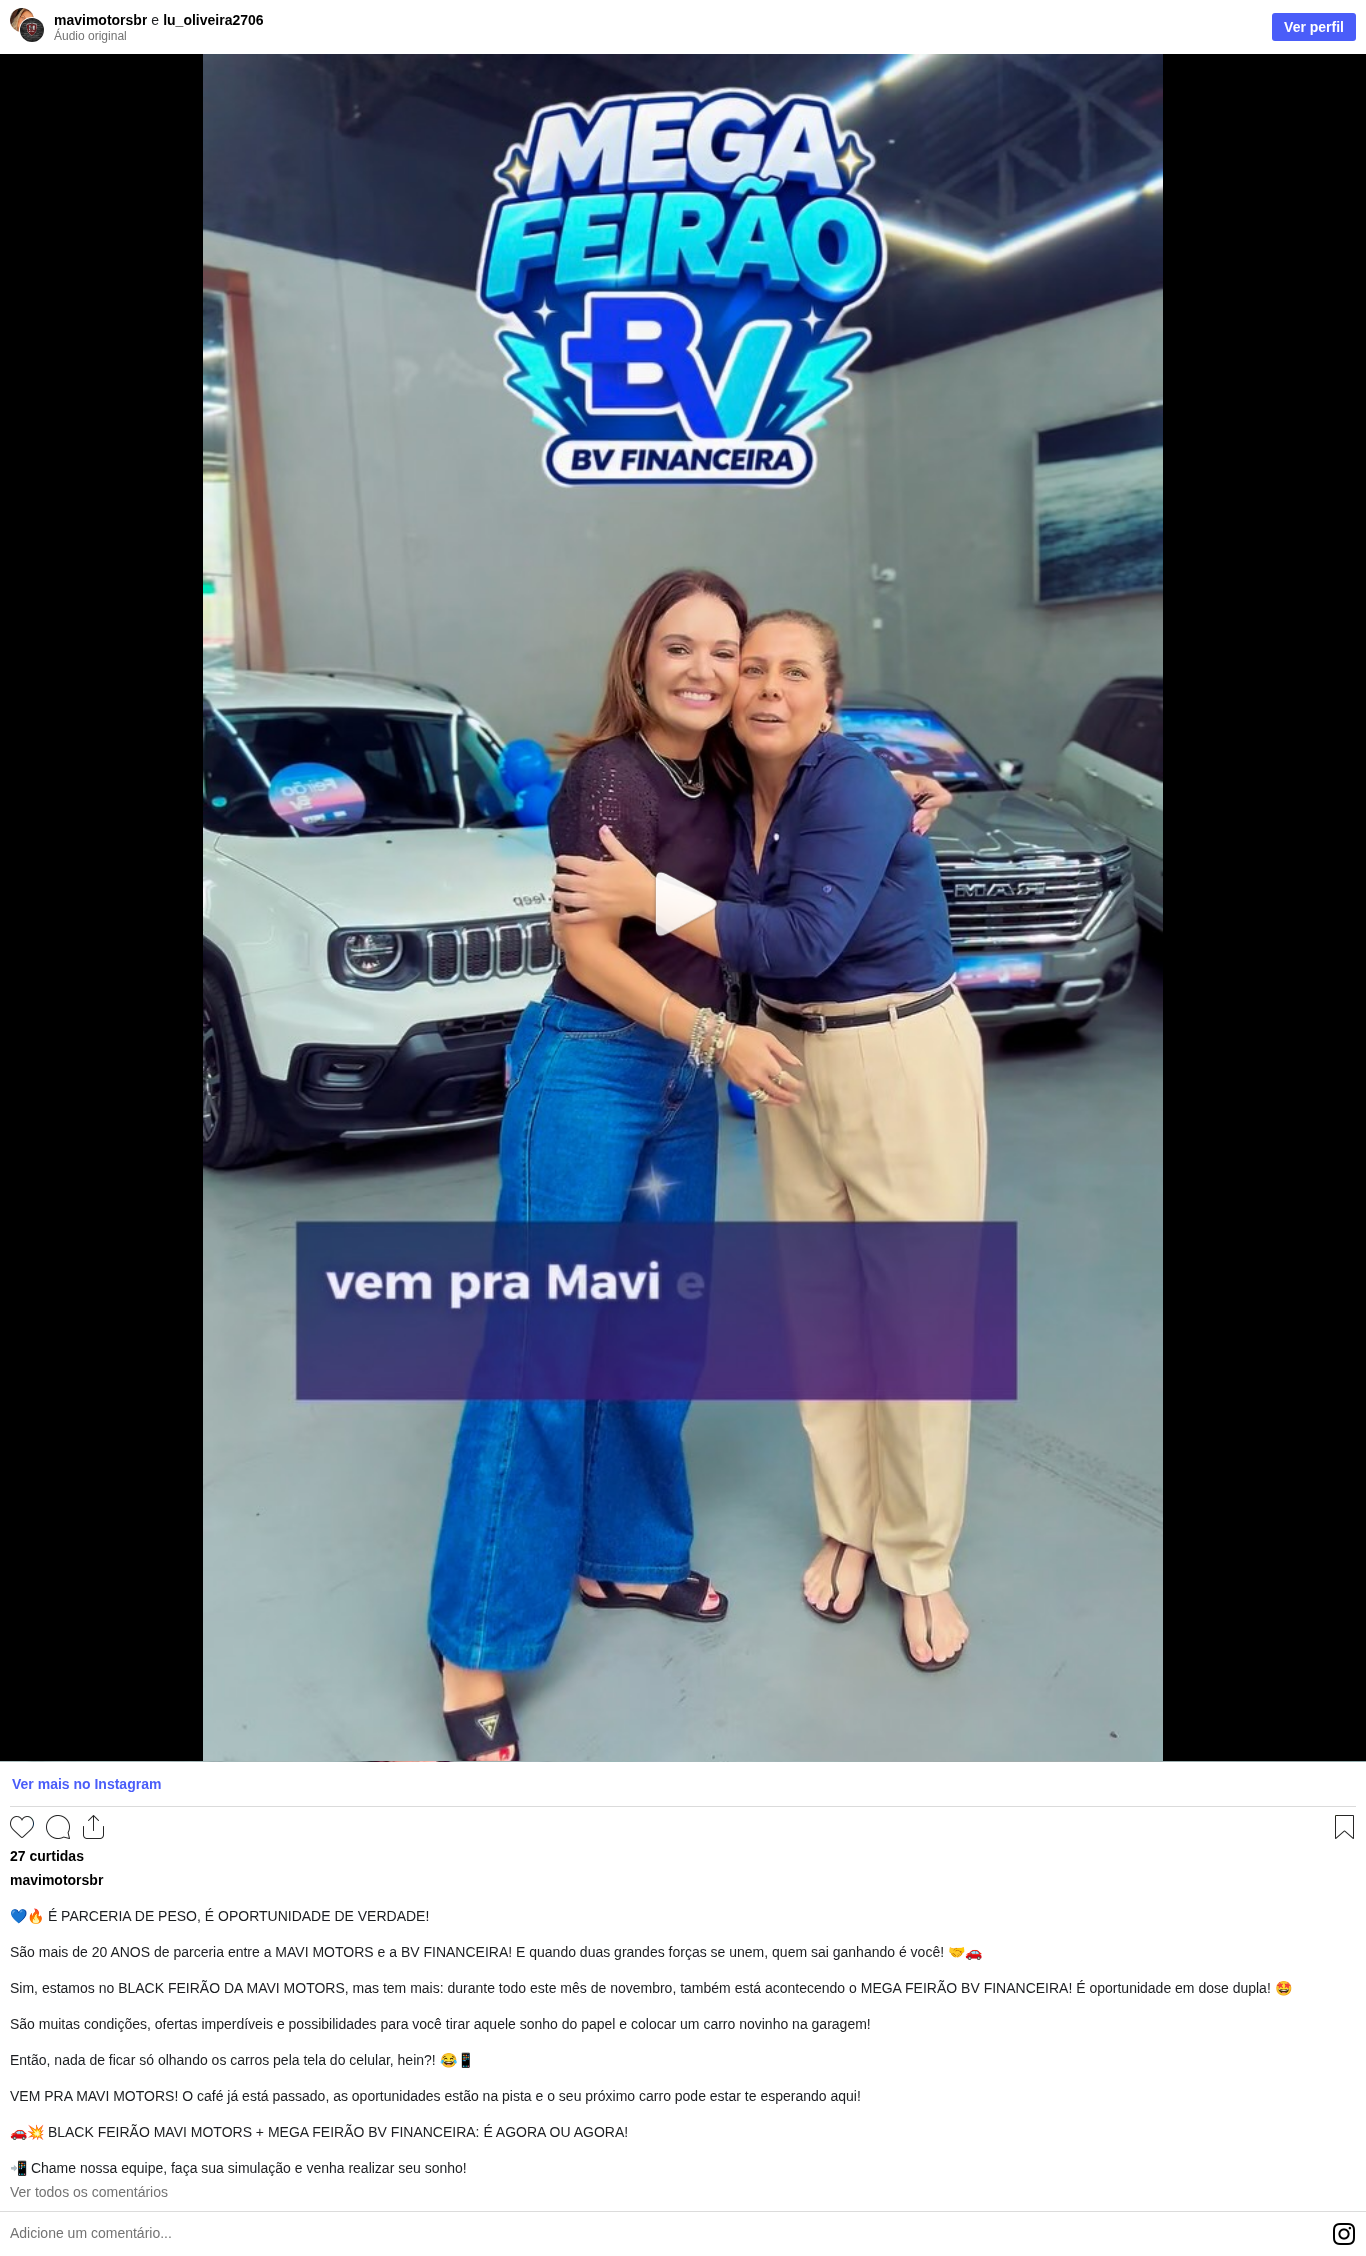 mavimotorsbr e lu_oliveira2706
Áudio original
Ver perfil
MEGA
FEIRÃO
BV
BV FINANCEIRA
Feirão
BV
Jeep
RAM
vem pra Mavi e
Ver mais no Instagram
27 curtidas
mavimotorsbr
💙🔥 É PARCERIA DE PESO, É OPORTUNIDADE DE VERDADE!
São mais de 20 ANOS de parceria entre a MAVI MOTORS e a BV FINANCEIRA! E quando duas grandes forças se unem, quem sai ganhando é você! 🤝🚗
Sim, estamos no BLACK FEIRÃO DA MAVI MOTORS, mas tem mais: durante todo este mês de novembro, também está acontecendo o MEGA FEIRÃO BV FINANCEIRA! É oportunidade em dose dupla! 🤩
São muitas condições, ofertas imperdíveis e possibilidades para você tirar aquele sonho do papel e colocar um carro novinho na garagem!
Então, nada de ficar só olhando os carros pela tela do celular, hein?! 😂📱
VEM PRA MAVI MOTORS! O café já está passado, as oportunidades estão na pista e o seu próximo carro pode estar te esperando aqui!
🚗💥 BLACK FEIRÃO MAVI MOTORS + MEGA FEIRÃO BV FINANCEIRA: É AGORA OU AGORA!
📲 Chame nossa equipe, faça sua simulação e venha realizar seu sonho!
Ver todos os comentários
Adicione um comentário...